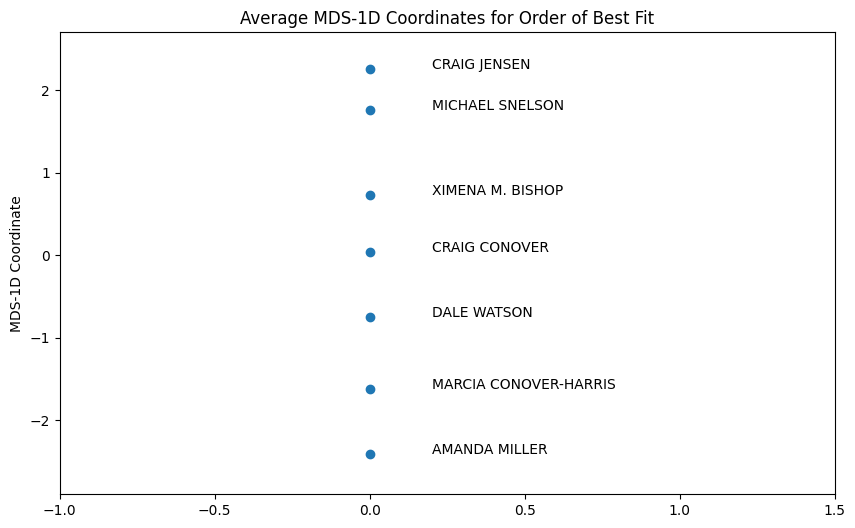 Average MDS-1D Coordinates for Order of Best Fit
CRAIG JENSEN
2
MICHAEL SNELSON
1
XIMENA M. BISHOP
MDS-1D Coordinate
0
CRAIG CONOVER
DALE WATSON
−1
MARCIA CONOVER-HARRIS
−2
AMANDA MILLER
−1.0 −0.5 0.0 0.5 1.0 1.5